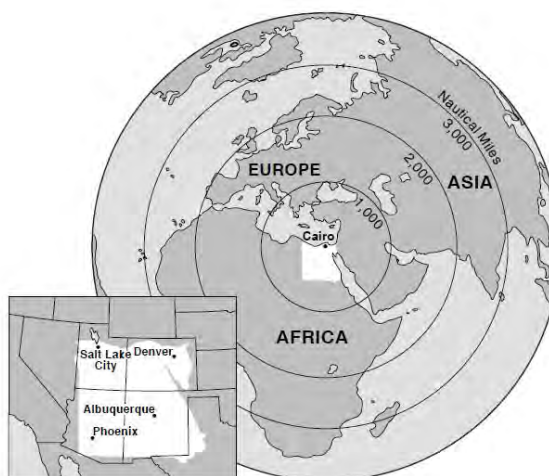 Nautical Miles
3,000
2,000
1,000
EUROPE
ASIA
Cairo
AFRICA
Salt Lake
City
Denver
Albuquerque
Phoenix